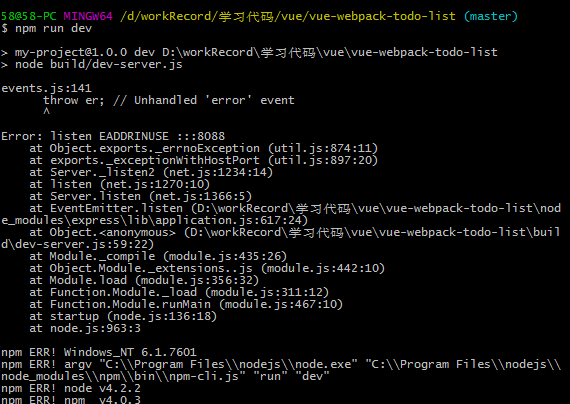 58@58-PC MINGW64 /d/workRecord/学习代码/vue/vue-webpack-todo-list (master)
$ npm run dev
> my-project@1.0.0 dev D:\workRecord\学习代码\vue\vue-webpack-todo-list
> node build/dev-server.js
events.js:141
throw er; // Unhandled 'error' event
^
Error: listen EADDRINUSE :::8088
at Object.exports._errnoException (util.js:874:11)
at exports._exceptionWithHostPort (util.js:897:20)
at Server._listen2 (net.js:1234:14)
at listen (net.js:1270:10)
at Server.listen (net.js:1366:5)
at EventEmitter.listen (D:\workRecord\学习代码\vue\vue-webpack-todo-list\nod
e_modules\express\lib\application.js:617:24)
at Object.<anonymous> (D:\workRecord\学习代码\vue\vue-webpack-todo-list\buil
d\dev-server.js:59:22)
at Module._compile (module.js:435:26)
at Object.Module._extensions..js (module.js:442:10)
at Module.load (module.js:356:32)
at Function.Module._load (module.js:311:12)
at Function.Module.runMain (module.js:467:10)
at startup (node.js:136:18)
at node.js:963:3
npm ERR! Windows_NT 6.1.7601
npm ERR! argv "C:\\Program Files\\nodejs\\node.exe" "C:\\Program Files\\nodejs\\
node_modules\\npm\\bin\\npm-cli.js" "run" "dev"
npm ERR! node v4.2.2
npm ERR! npm v4.0.3